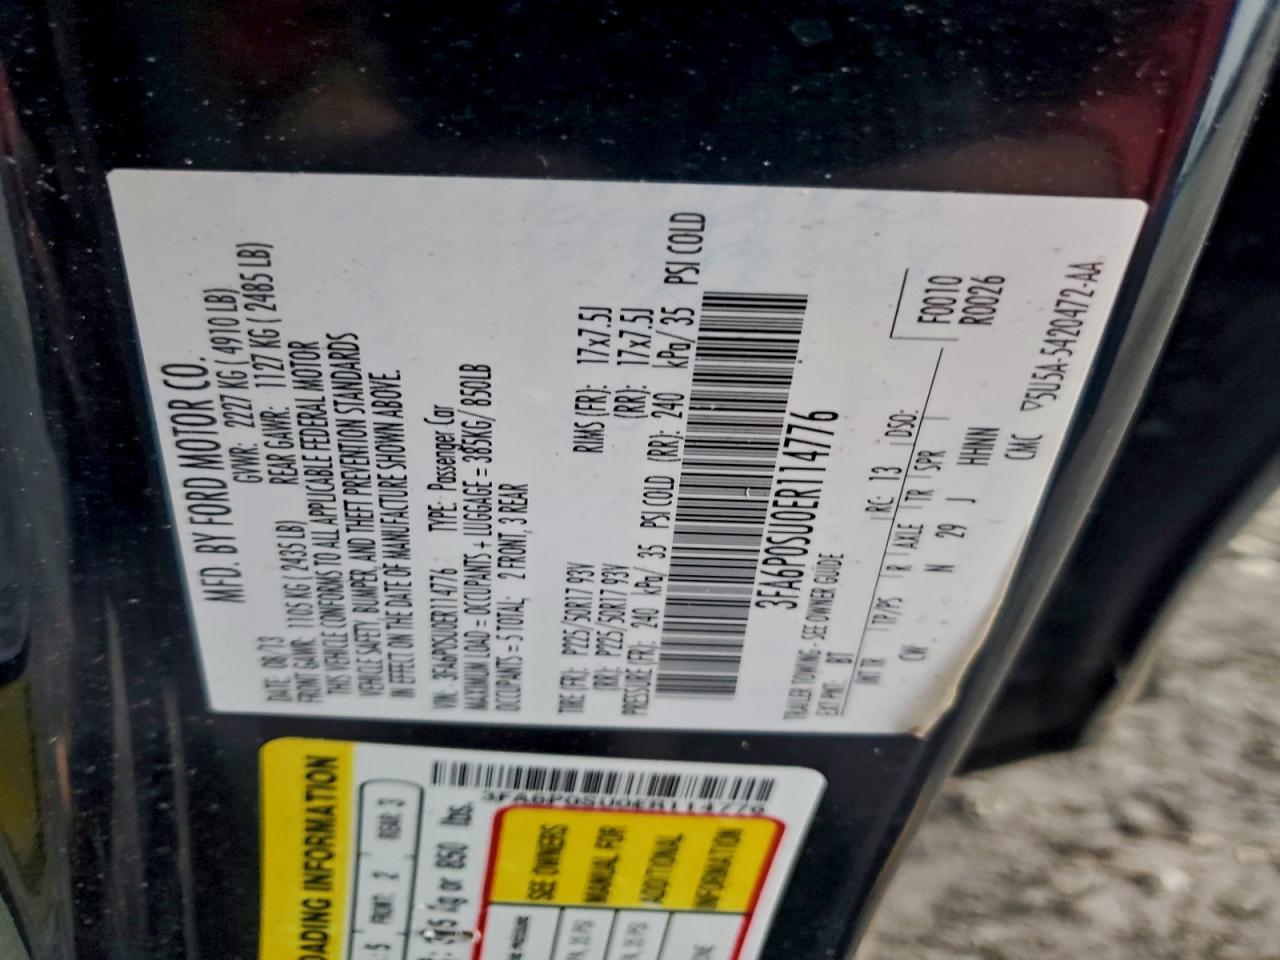 MFD. BY FORD MOTOR CO.
DATE: 08/13 GVWR: 2227 KG ( 4910 LB)
FRONT GAWR: 1105 KG ( 2435 LB) REAR GAWR: 1127 KG ( 2485 LB)
THIS VEHICLE CONFORMS TO ALL APPLICABLE FEDERAL MOTOR
VEHICLE SAFETY, BUMPER, AND THEFT PREVENTION STANDARDS
IN EFFECT ON THE DATE OF MANUFACTURE SHOWN ABOVE.
VIN: 3FA6P0SU0ER114776 TYPE: Passenger Car
MAXIMUM LOAD = OCCUPANTS + LUGGAGE = 385KG/ 850LB
OCCUPANTS = 5 TOTAL; 2 FRONT, 3 REAR
TIRE (FR): P225/50R17 93V RIMS (FR): 17x7.5J
(RR): P225/50R17 93V (RR): 17x7.5J
PRESSURE (FR): 240 kPa/ 35 PSI COLD (RR): 240 kPa/ 35 PSI COLD
3FA6P0SU0ER114776
TRAILER TOWING - SEE OWNER GUIDE
EXT PNT: BT RC: 13 DSO:
F0010
R0026
INT TR TP/PS R AXLE TR SPR
CW N 29 J HHNN
CMC ▽5U5A-5420472-AA
LOADING INFORMATION
5 FRONT 2 REAR 3
or 850 lbs.
3FA6P0SU0ER114776
SEE OWNERS
MANUAL FOR
ADDITIONAL
INFORMATION
PRESSURE
35 PSI
35 PSI